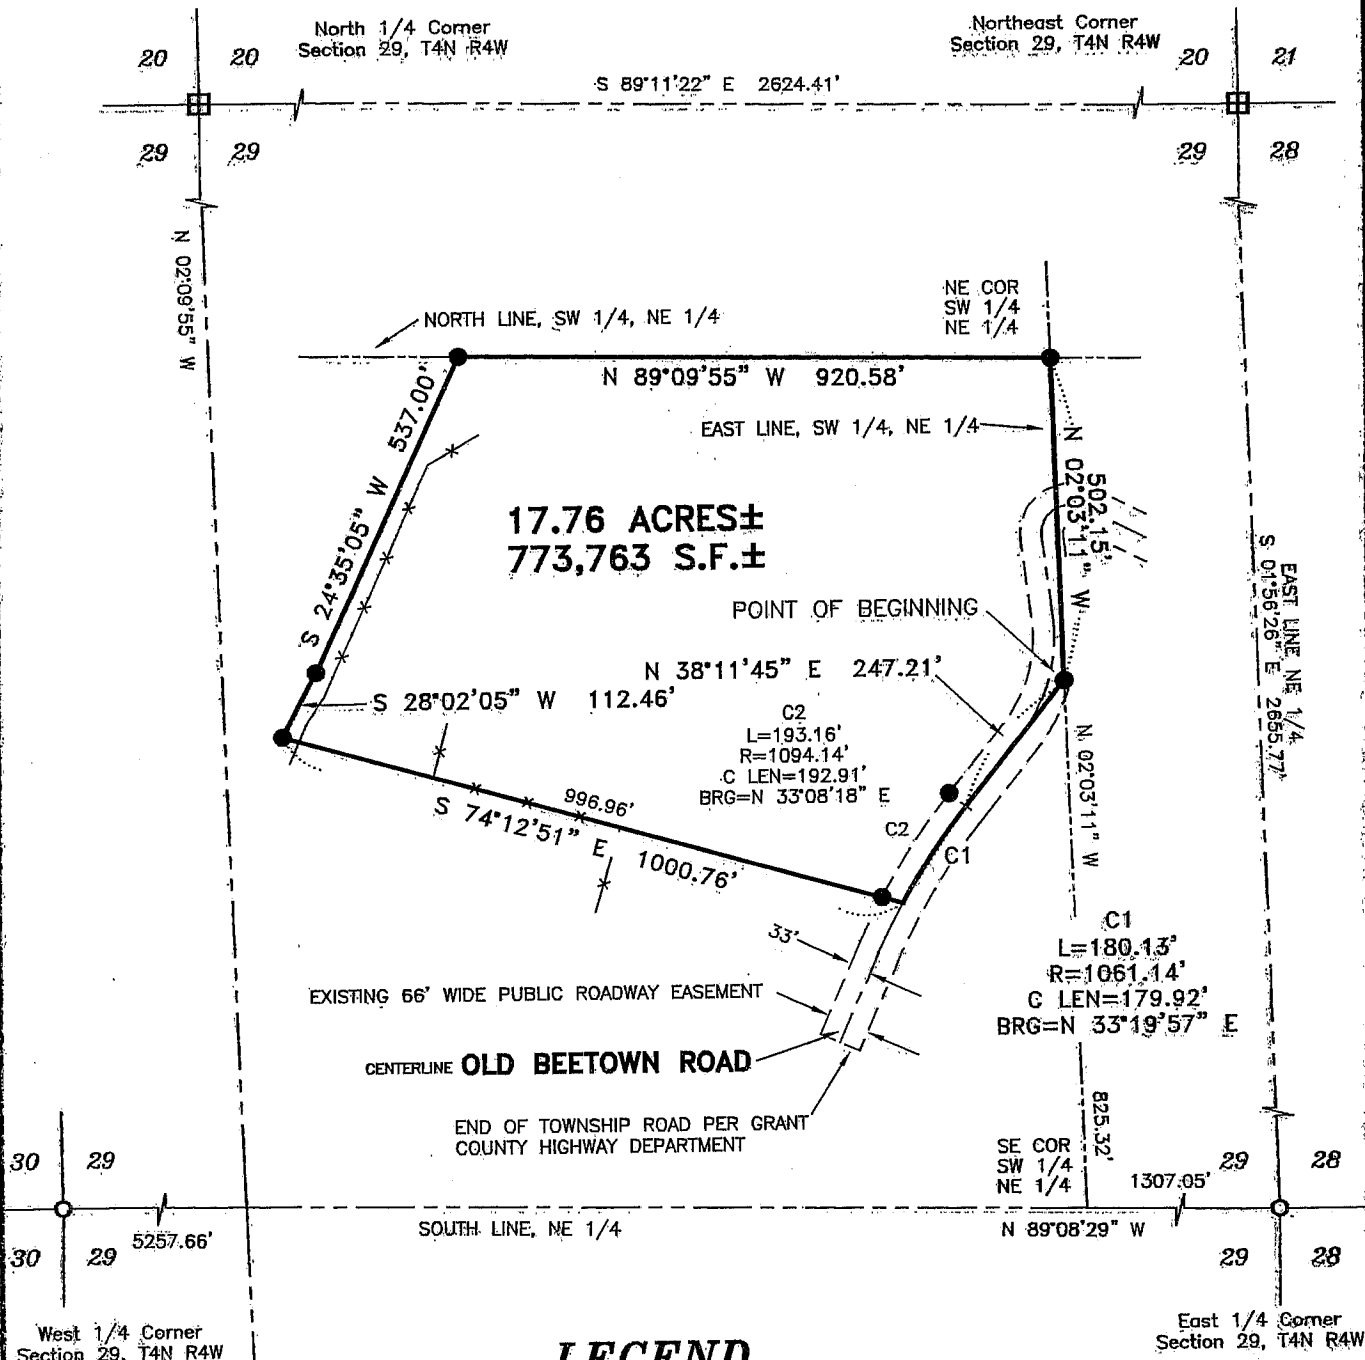 North 1/4 Corner
Section 29, T4N R4W
Northeast Corner
Section 29, T4N R4W
20
20
20
21
S 89°11'22" E 2624.41'
29
29
29
28
N 02°09'55" W
NORTH LINE, SW 1/4, NE 1/4
NE COR
SW 1/4
NE 1/4
N 89°09'55" W 920.58'
EAST LINE, SW 1/4, NE 1/4
S 24°35'05" W 537.00'
N 02°03'11" W
502.15'
17.76 ACRES±
773,763 S.F.±
POINT OF BEGINNING
EAST LINE NE 1/4
S 01°56'26" E 2655.77'
N 38°11'45" E 247.21'
S 28°02'05" W 112.46'
C2
L=193.16'
R=1094.14'
C LEN=192.91'
BRG=N 33°08'18" E
N 02°03'11" W
996.96'
S 74°12'51" E 1000.76'
C2
C1
C1
L=180.13'
R=1061.14'
C LEN=179.92'
BRG=N 33°19'57" E
33'
EXISTING 66' WIDE PUBLIC ROADWAY EASEMENT
CENTERLINE OLD BEETOWN ROAD
END OF TOWNSHIP ROAD PER GRANT
COUNTY HIGHWAY DEPARTMENT
825.32'
SE COR
SW 1/4
NE 1/4
1307.05'
30
29
29
28
SOUTH LINE, NE 1/4
N 89°08'29" W
5257.66'
30
29
29
28
West 1/4 Corner
Section 29, T4N R4W
East 1/4 Corner
Section 29, T4N R4W
LEGEND